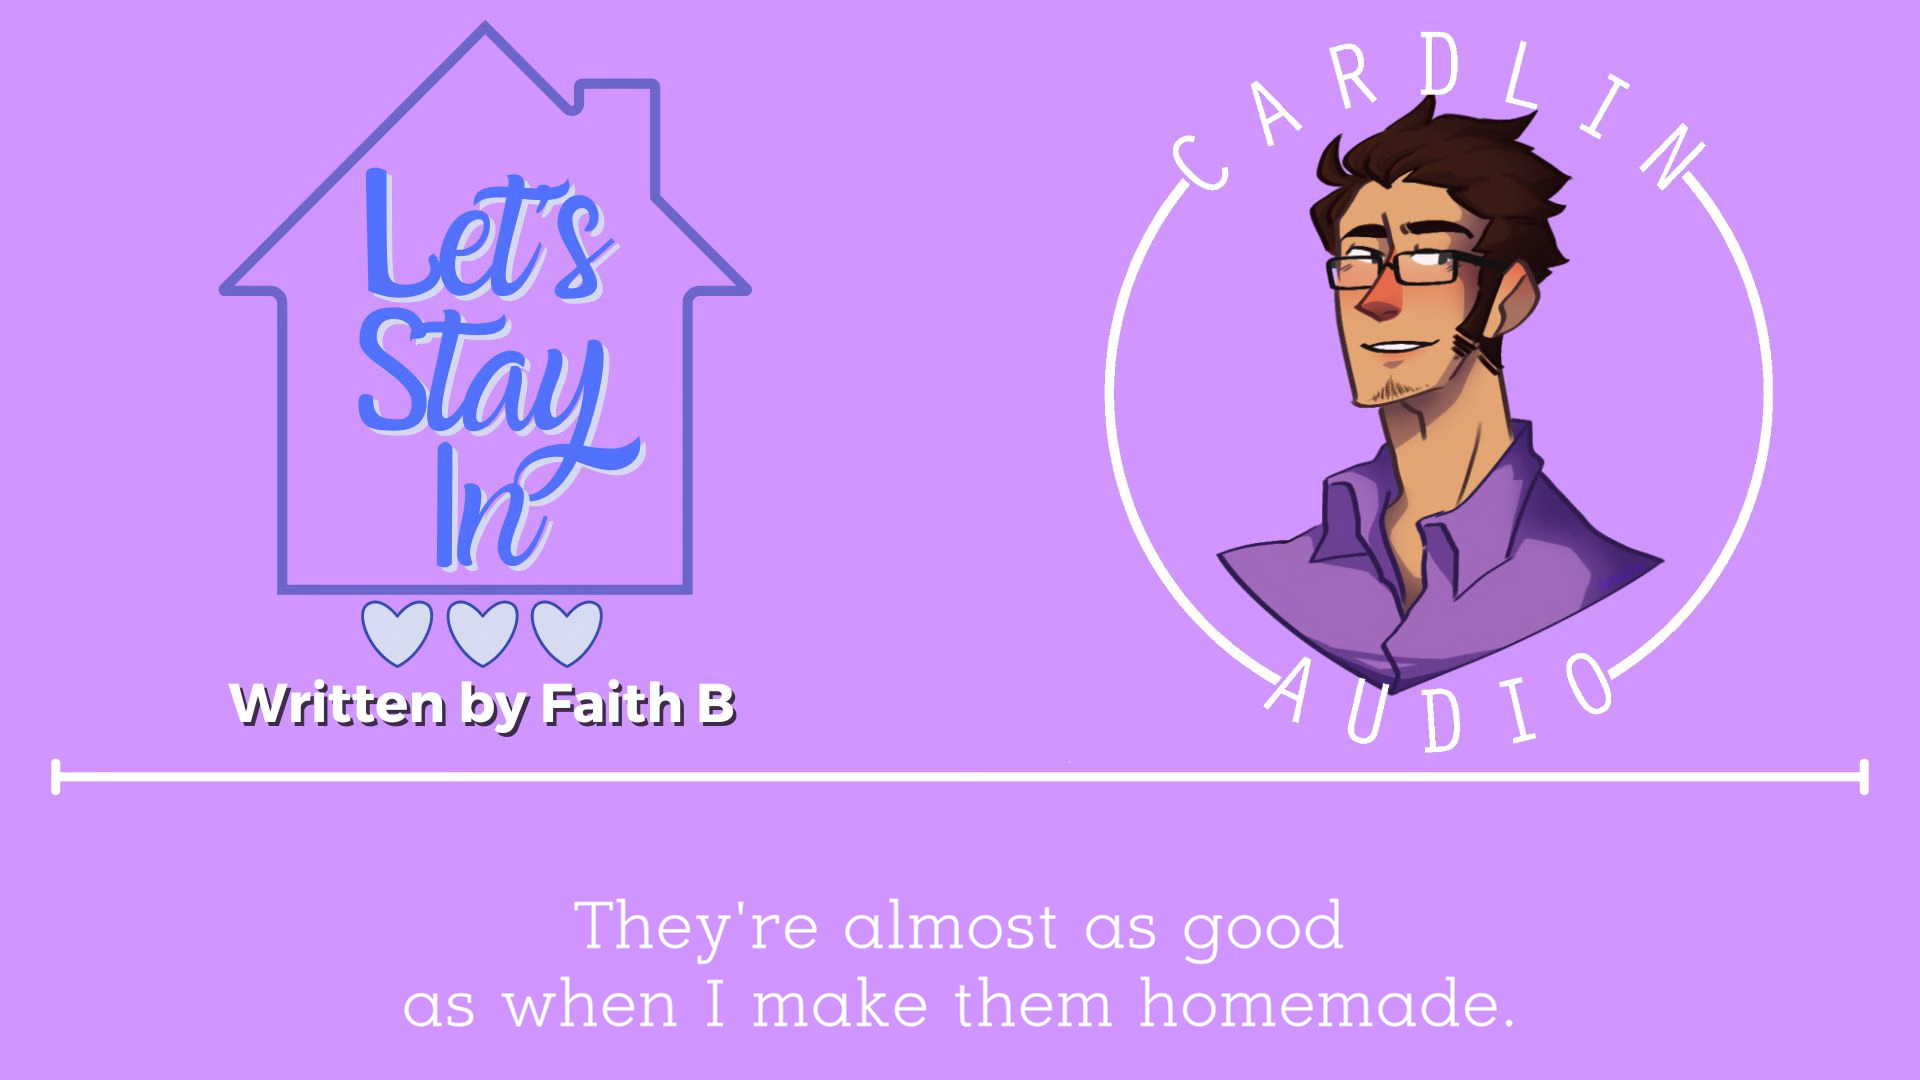 Let's
Stay
In
Written by Faith B
CARDLIN
AUDIO
They're almost as good
as when I make them homemade.